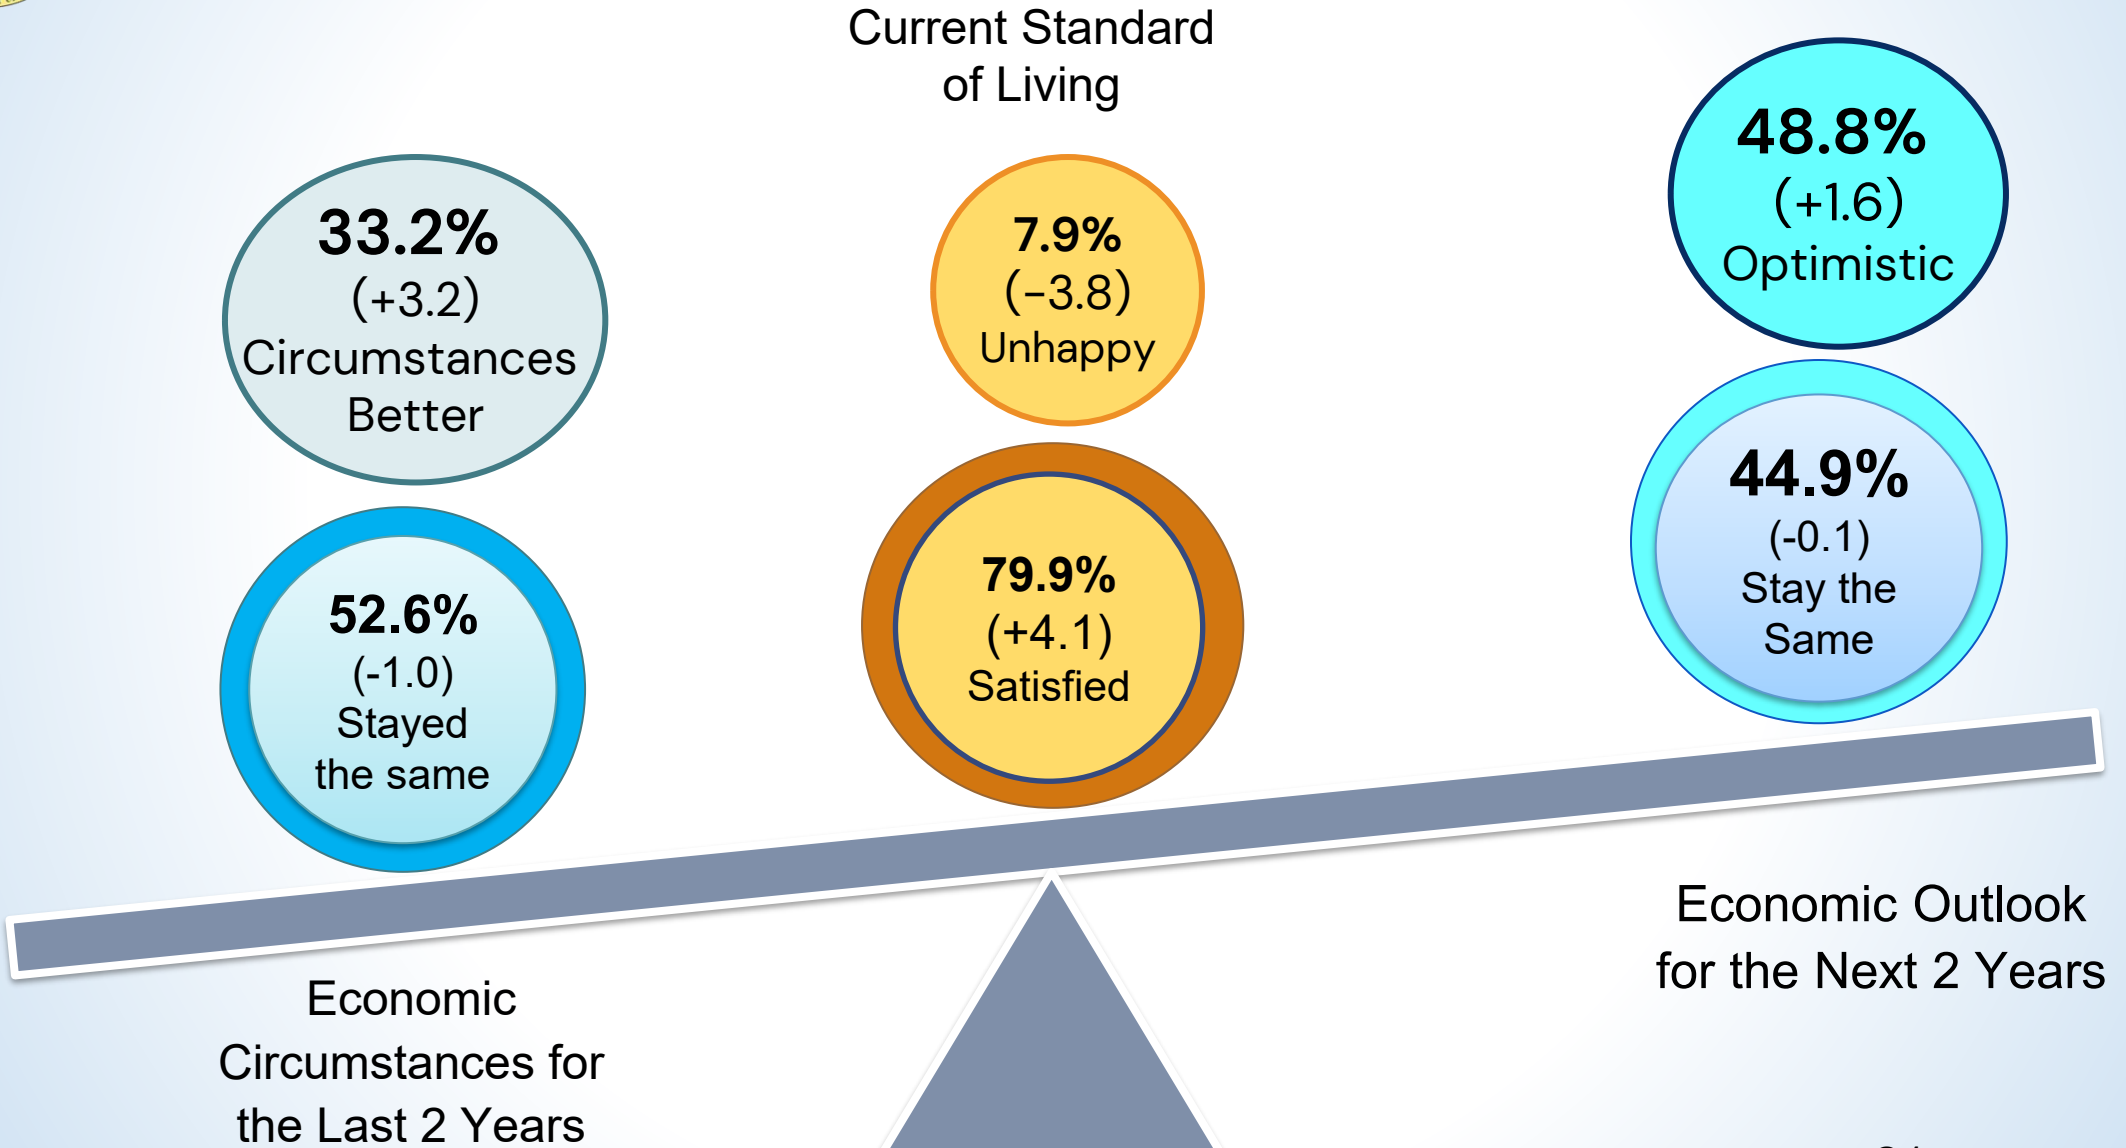 Current Standard
of Living
33.2%
(+3.2)
Circumstances
Better
52.6%
(-1.0)
Stayed
the same
7.9%
(−3.8)
Unhappy
79.9%
(+4.1)
Satisfied
48.8%
(+1.6)
Optimistic
44.9%
(-0.1)
Stay the
Same
Economic
Circumstances for
the Last 2 Years
Economic Outlook
for the Next 2 Years